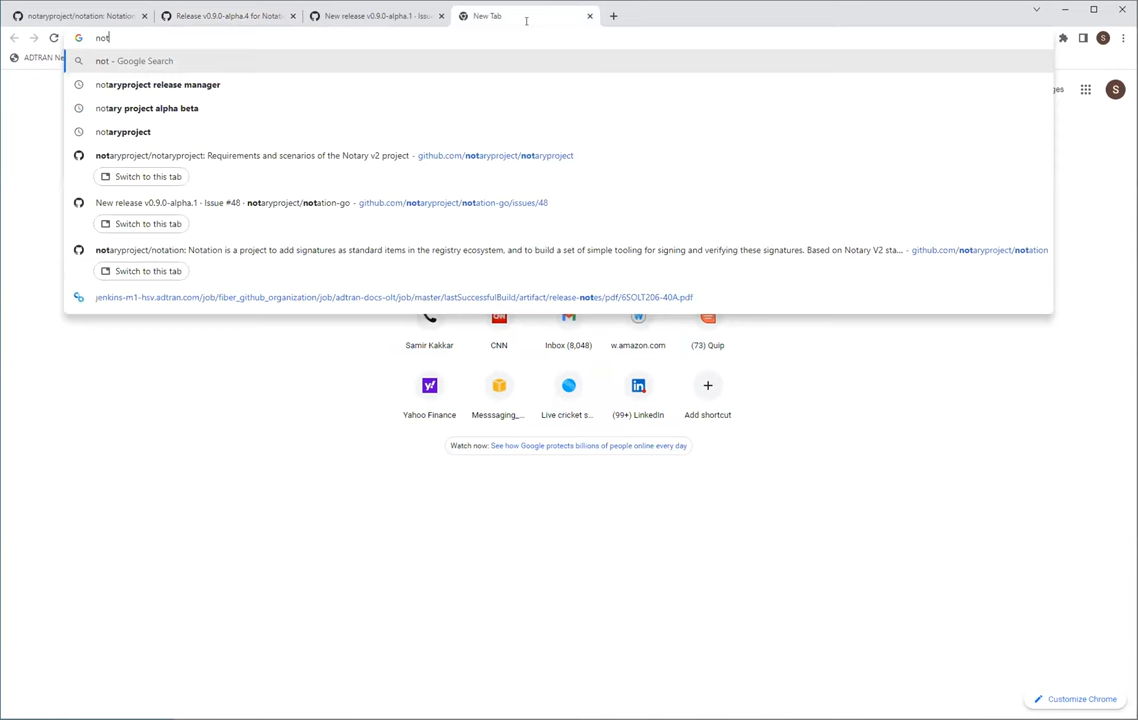 notaryproject/notation: Notation
Release v0.9.0-alpha.4 for Notati
New release v0.9.0-alpha.1 · Issu
New Tab
not
S
ADTRAN Ne
not - Google Search
notaryproject release manager
notary project alpha beta
notaryproject
notaryproject/notaryproject: Requirements and scenarios of the Notary v2 project - github.com/notaryproject/notaryproject
Switch to this tab
New release v0.9.0-alpha.1 · Issue #48 · notaryproject/notation-go - github.com/notaryproject/notation-go/issues/48
Switch to this tab
notaryproject/notation: Notation is a project to add signatures as standard items in the registry ecosystem, and to build a set of simple tooling for signing and verifying these signatures. Based on Notary V2 sta... - github.com/notaryproject/notation
Switch to this tab
jenkins-m1-hsv.adtran.com/job/fiber_github_organization/job/adtran-docs-olt/job/master/lastSuccessfulBuild/artifact/release-notes/pdf/6SOLT206-40A.pdf
ges
S
Samir Kakkar
CNN
Inbox (8,048)
w.amazon.com
(73) Quip
Yahoo Finance
Messsaging_...
Live cricket s...
(99+) LinkedIn
Add shortcut
Watch now: See how Google protects billions of people online every day
Customize Chrome